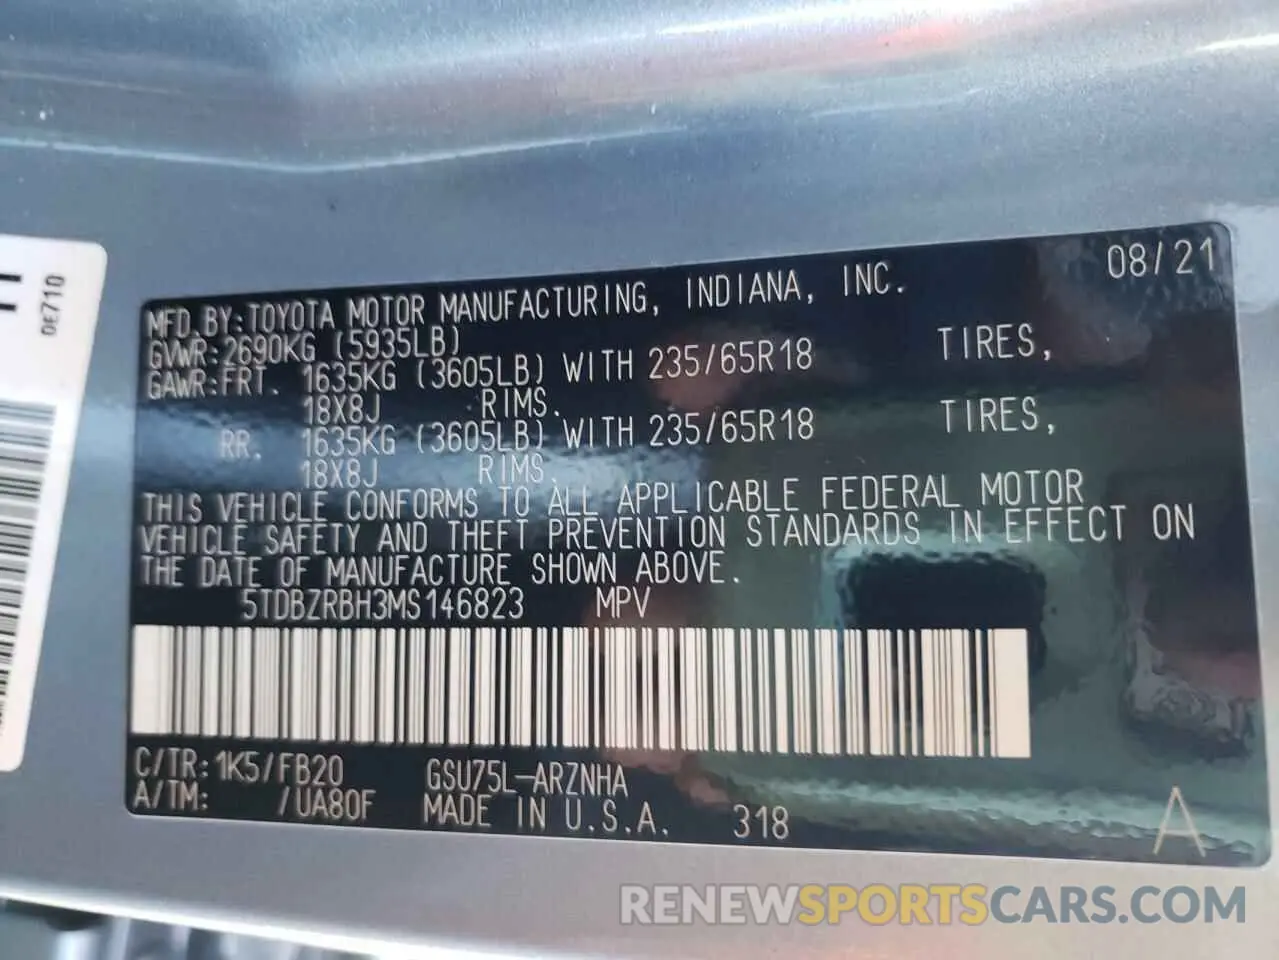 08/21
MFD.BY:TOYOTA MOTOR MANUFACTURING, INDIANA, INC.
GVWR:2690KG (5935LB)
GAWR:FRT. 1635KG (3605LB) WITH 235/65R18 TIRES,
18X8J RIMS.
RR. 1635KG (3605LB) WITH 235/65R18 TIRES,
18X8J RIMS.
THIS VEHICLE CONFORMS TO ALL APPLICABLE FEDERAL MOTOR
VEHICLE SAFETY AND THEFT PREVENTION STANDARDS IN EFFECT ON
THE DATE OF MANUFACTURE SHOWN ABOVE.
5TDBZRBH3MS146823 MPV
C/TR:1K5/FB20 GSU75L-ARZNHA
A/TM: /UA80F MADE IN U.S.A. 318
A
0E710
RENEWSPORTSCARS.COM